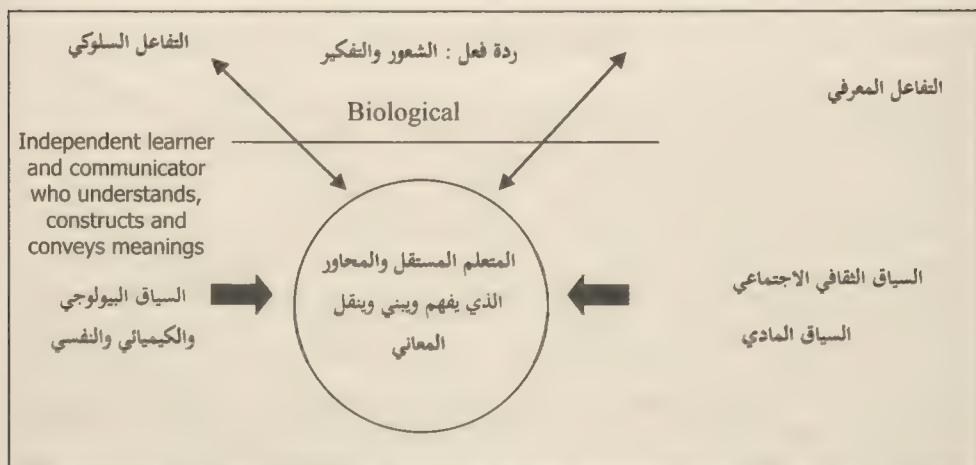 التفاعل السلوكي
ردة فعل : الشعور والتفكير
التفاعل المعرفي
Biological
Independent learner
and communicator
who understands,
constructs and
conveys meanings
المتعلم المستقل والمحاور
الذي يفهم ويبني وينقل
المعاني
السياق الثقافي الاجتماعي
السياق المادي
السياق البيولوجي
والكيميائي والنفسي